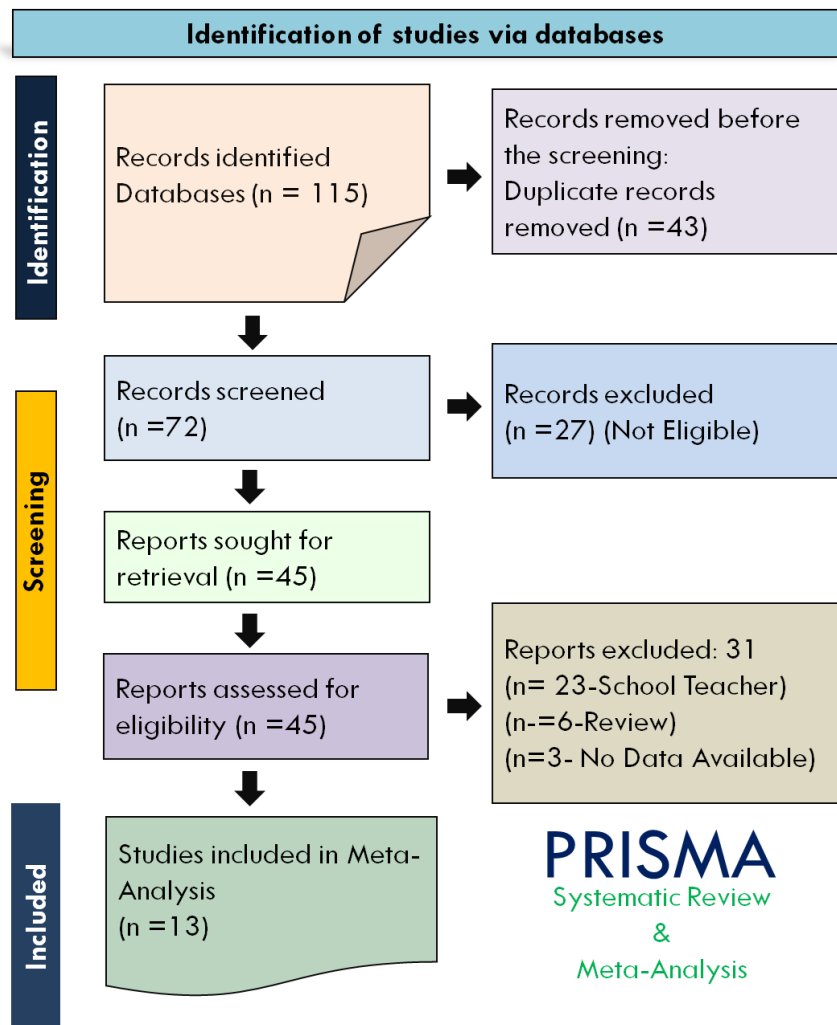 Identification of studies via databases
Identification
Records identified
Databases (n = 115)
Records removed before
the screening:
Duplicate records
removed (n =43)
Screening
Records screened
(n =72)
Records excluded
(n =27) (Not Eligible)
Reports sought for
retrieval (n =45)
Reports assessed for
eligibility (n =45)
Reports excluded: 31
(n= 23-School Teacher)
(n-=6-Review)
(n=3- No Data Available)
Included
Studies included in Meta-
Analysis
(n =13)
PRISMA
Systematic Review
&
Meta-Analysis